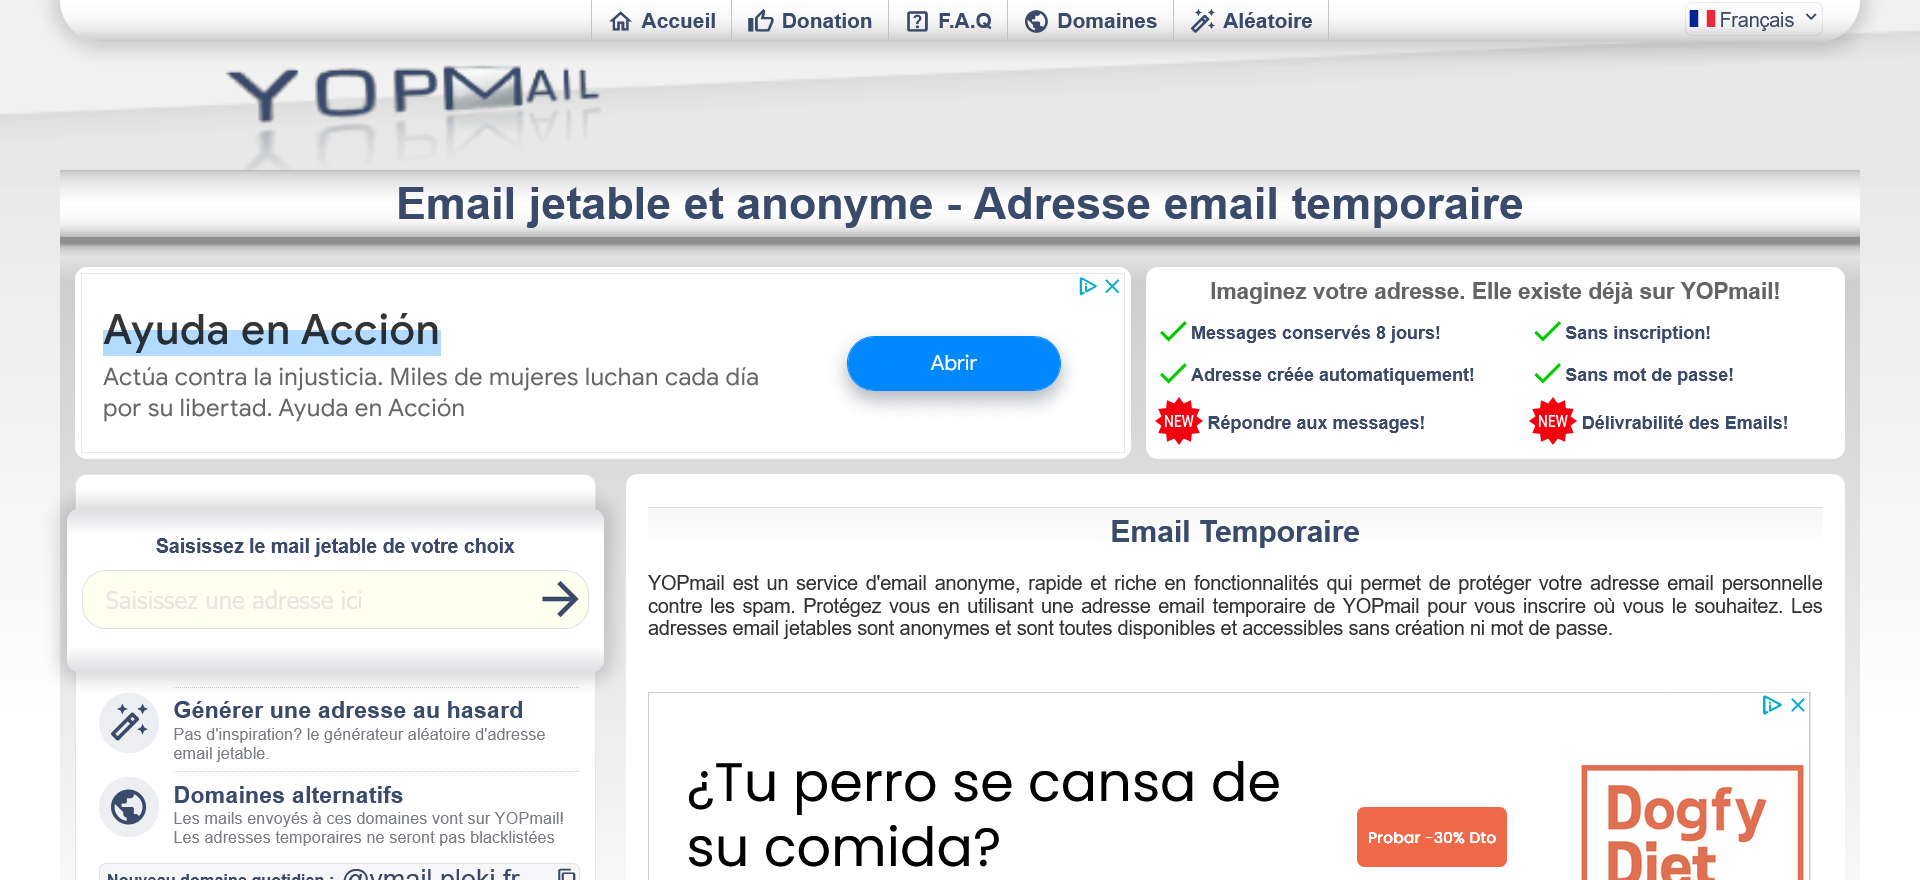 Accueil
Donation
F.A.Q
Domaines
Aléatoire
Français
YOPMAIL
Email jetable et anonyme - Adresse email temporaire
Ayuda en Acción
Actúa contra la injusticia. Miles de mujeres luchan cada día
por su libertad. Ayuda en Acción
Abrir
Imaginez votre adresse. Elle existe déjà sur YOPmail!
Messages conservés 8 jours!
Sans inscription!
Adresse créée automatiquement!
Sans mot de passe!
NEW Répondre aux messages!
NEW Délivrabilité des Emails!
Saisissez le mail jetable de votre choix
Saisissez une adresse ici
Générer une adresse au hasard
Pas d'inspiration? le générateur aléatoire d'adresse
email jetable.
Domaines alternatifs
Les mails envoyés à ces domaines vont sur YOPmail!
Les adresses temporaires ne seront pas blacklistées
Nouveau domaine quotidien : @ymail.ploki.fr
Email Temporaire
YOPmail est un service d'email anonyme, rapide et riche en fonctionnalités qui permet de protéger votre adresse email personnelle
contre les spam. Protégez vous en utilisant une adresse email temporaire de YOPmail pour vous inscrire où vous le souhaitez. Les
adresses email jetables sont anonymes et sont toutes disponibles et accessibles sans création ni mot de passe.
¿Tu perro se cansa de
su comida?
Probar -30% Dto
Dogfy
Diet